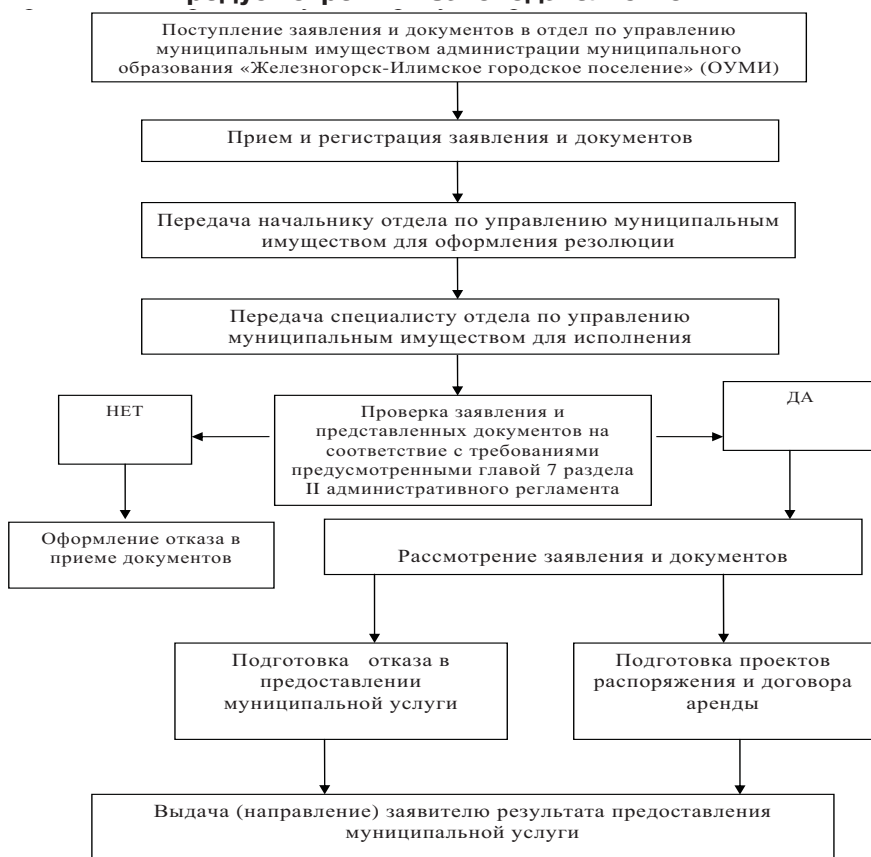 Поступление заявления и документов в отдел по управлению
муниципальным имуществом администрации муниципального
образования «Железногорск-Илимское городское поселение» (ОУМИ)
Прием и регистрация заявления и документов
Передача начальнику отдела по управлению муниципальным
имуществом для оформления резолюции
Передача специалисту отдела по управлению
муниципальным имуществом для исполнения
НЕТ
Проверка заявления и
представленных документов на
соответствие с требованиями
предусмотренными главой 7 раздела
II административного регламента
ДА
Оформление отказа в
приеме документов
Рассмотрение заявления и документов
Подготовка отказа в
предоставлении
муниципальной услуги
Подготовка проектов
распоряжения и договора
аренды
Выдача (направление) заявителю результата предоставления
муниципальной услуги